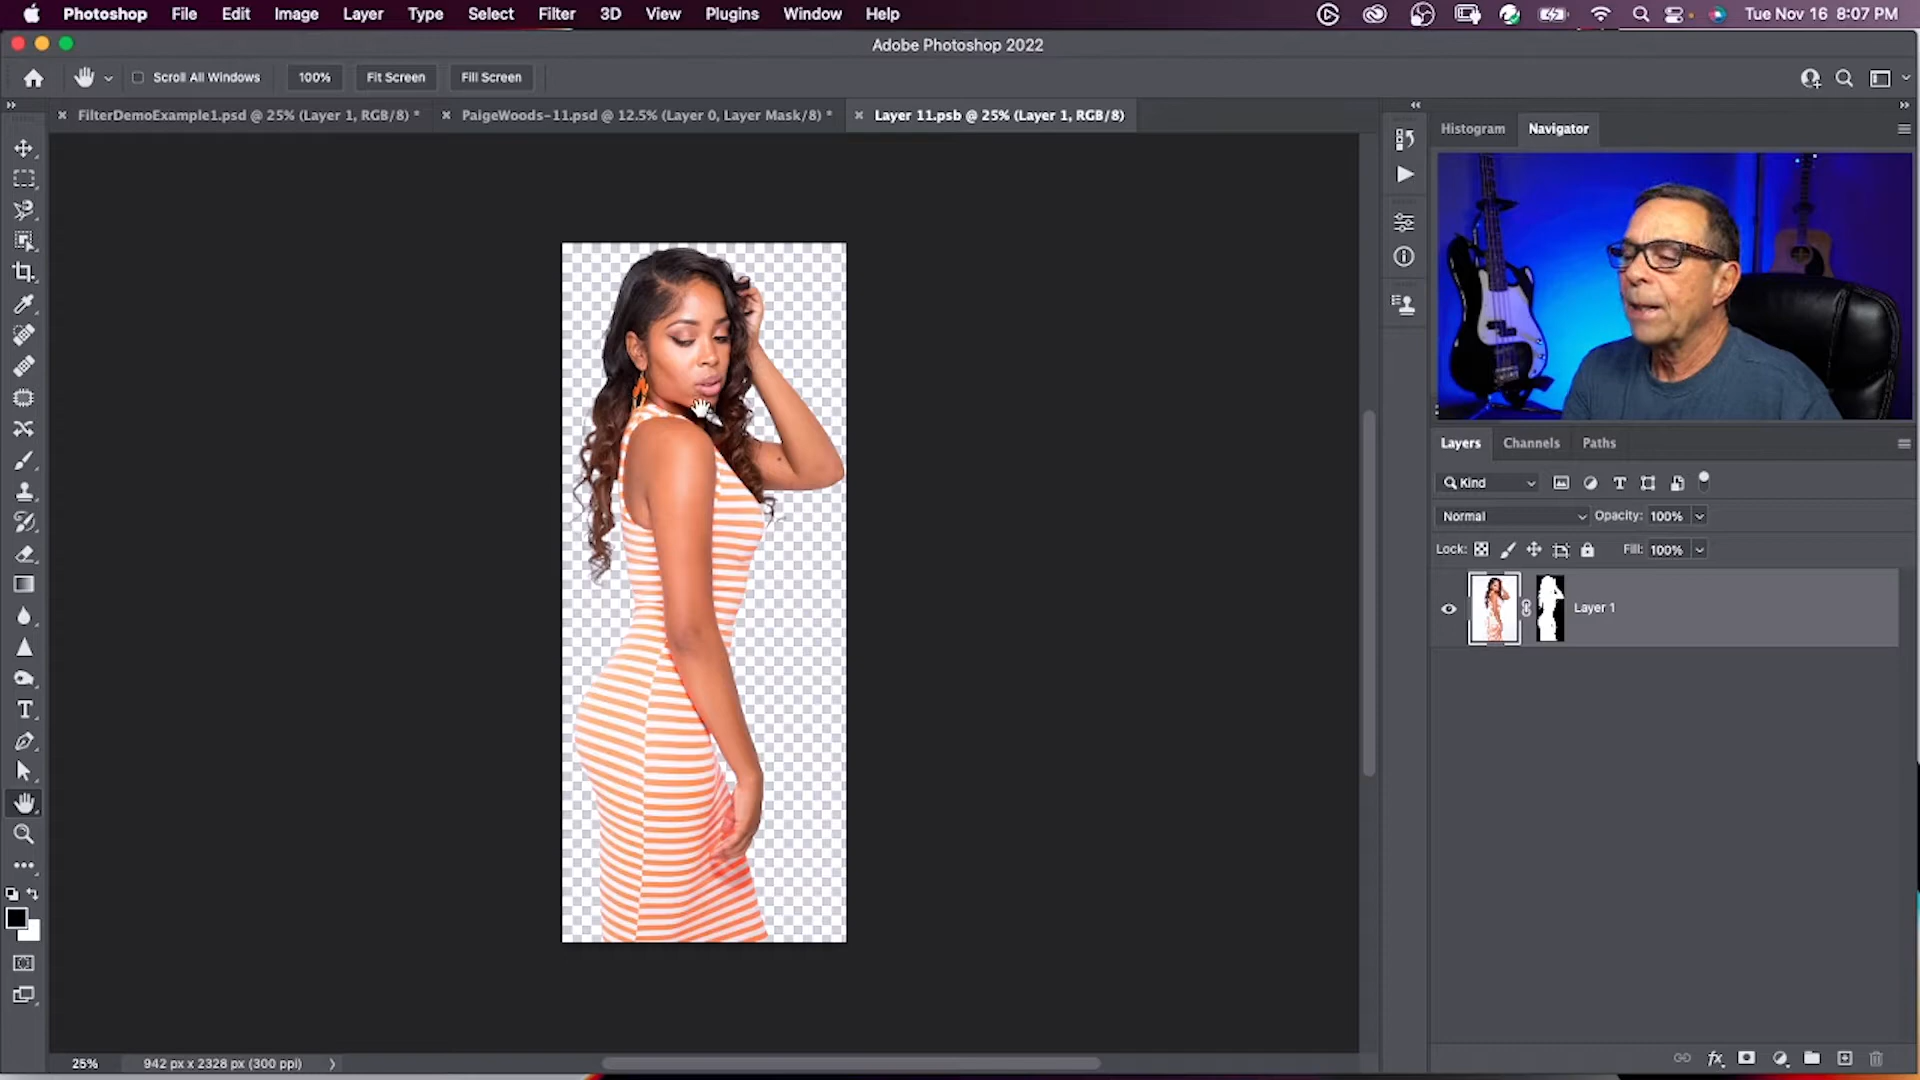 Photoshop File Edit Image Layer Type Select Filter 3D View Plugins Window Help Tue Nov 16 8:07 PM
Adobe Photoshop 2022
Scroll All Windows 100% Fit Screen Fill Screen
FilterDemoExample1.psd @ 25% (Layer 1, RGB/8) * PaigeWoods-11.psd @ 12.5% (Layer 0, Layer Mask/8) * Layer 11.psb @ 25% (Layer 1, RGB/8)
Histogram Navigator
Layers Channels Paths
Kind
Normal Opacity: 100%
Lock: Fill: 100%
Layer 1
25% 942 px x 2328 px (300 ppi)